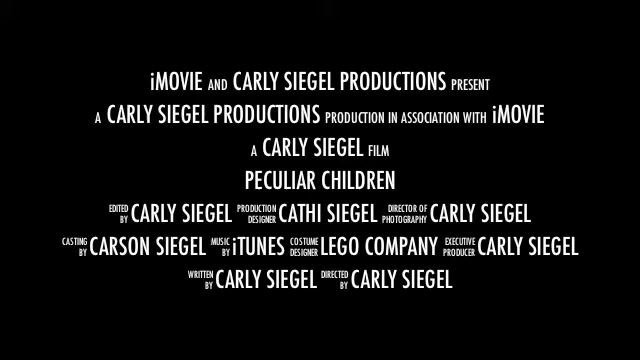 iMOVIE AND CARLY SIEGEL PRODUCTIONS PRESENT
A CARLY SIEGEL PRODUCTIONS PRODUCTION IN ASSOCIATION WITH iMOVIE
A CARLY SIEGEL FILM
PECULIAR CHILDREN
EDITED BY CARLY SIEGEL PRODUCTION DESIGNER CATHI SIEGEL DIRECTOR OF PHOTOGRAPHY CARLY SIEGEL
CASTING BY CARSON SIEGEL MUSIC BY iTUNES COSTUME DESIGNER LEGO COMPANY EXECUTIVE PRODUCER CARLY SIEGEL
WRITTEN BY CARLY SIEGEL DIRECTED BY CARLY SIEGEL